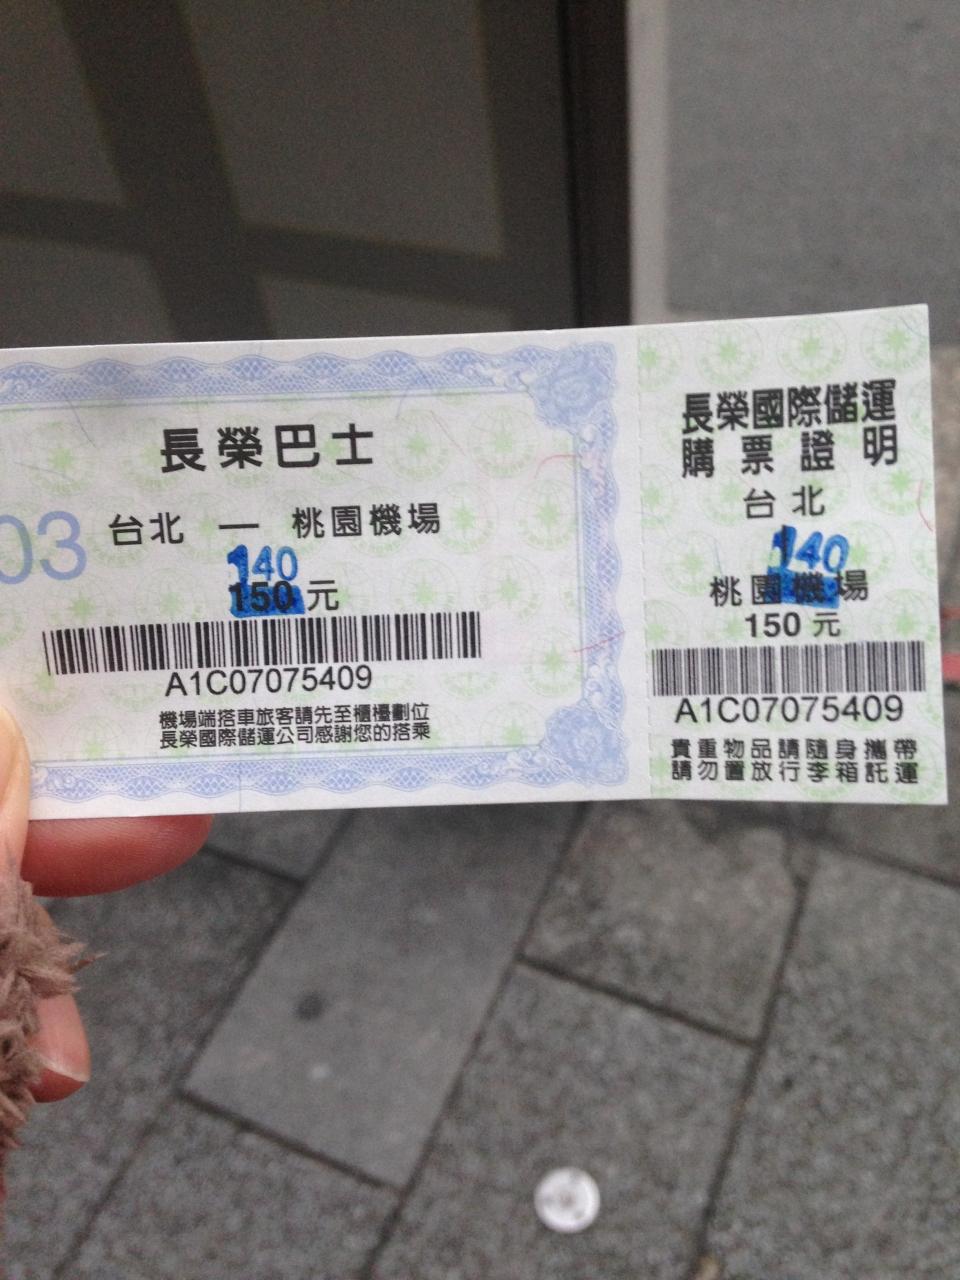 長榮巴士
03
台北 — 桃園機場
140
150元
A1C07075409
機場端搭車旅客請先至櫃檯劃位
長榮國際儲運公司感謝您的搭乘
長榮國際儲運
購票證明
台北
140
桃園機場
150元
A1C07075409
貴重物品請隨身攜帶
請勿置放行李箱託運